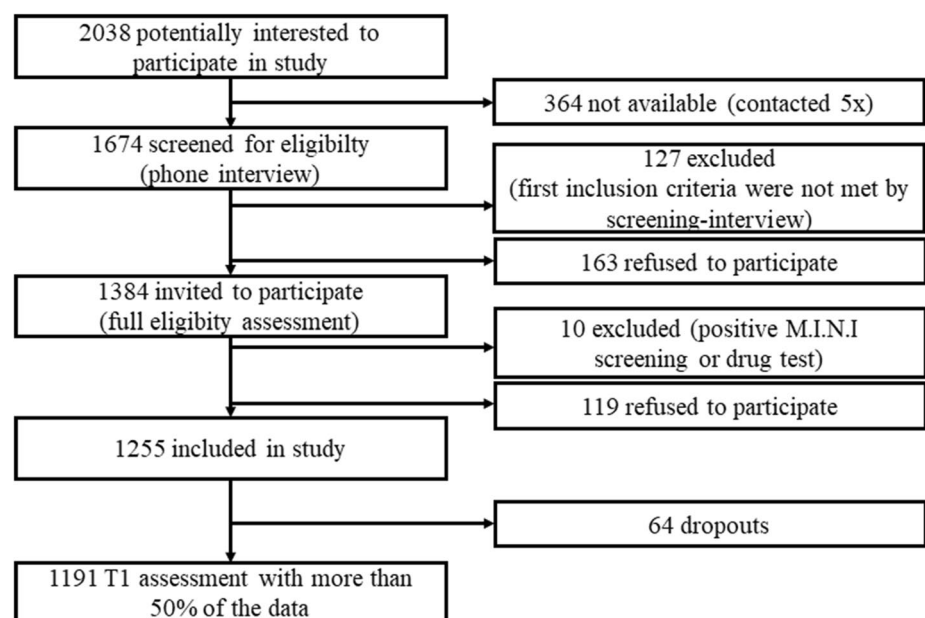 2038 potentially interested to
participate in study
364 not available (contacted 5x)
1674 screened for eligibilty
(phone interview)
127 excluded
(first inclusion criteria were not met by
screening-interview)
163 refused to participate
1384 invited to participate
(full eligibity assessment)
10 excluded (positive M.I.N.I
screening or drug test)
119 refused to participate
1255 included in study
64 dropouts
1191 T1 assessment with more than
50% of the data